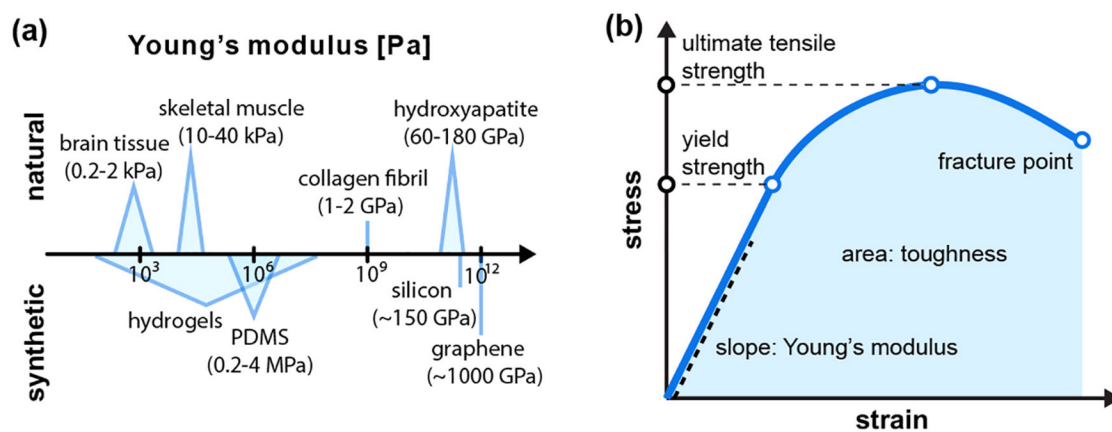 (a)
Young's modulus [Pa]
natural
brain tissue
(0.2-2 kPa)
skeletal muscle
(10-40 kPa)
collagen fibril
(1-2 GPa)
hydroxyapatite
(60-180 GPa)
10³
10⁶
10⁹
10¹²
synthetic
hydrogels
PDMS
(0.2-4 MPa)
silicon
(~150 GPa)
graphene
(~1000 GPa)
(b)
stress
ultimate tensile
strength
yield
strength
fracture point
area: toughness
slope: Young's modulus
strain